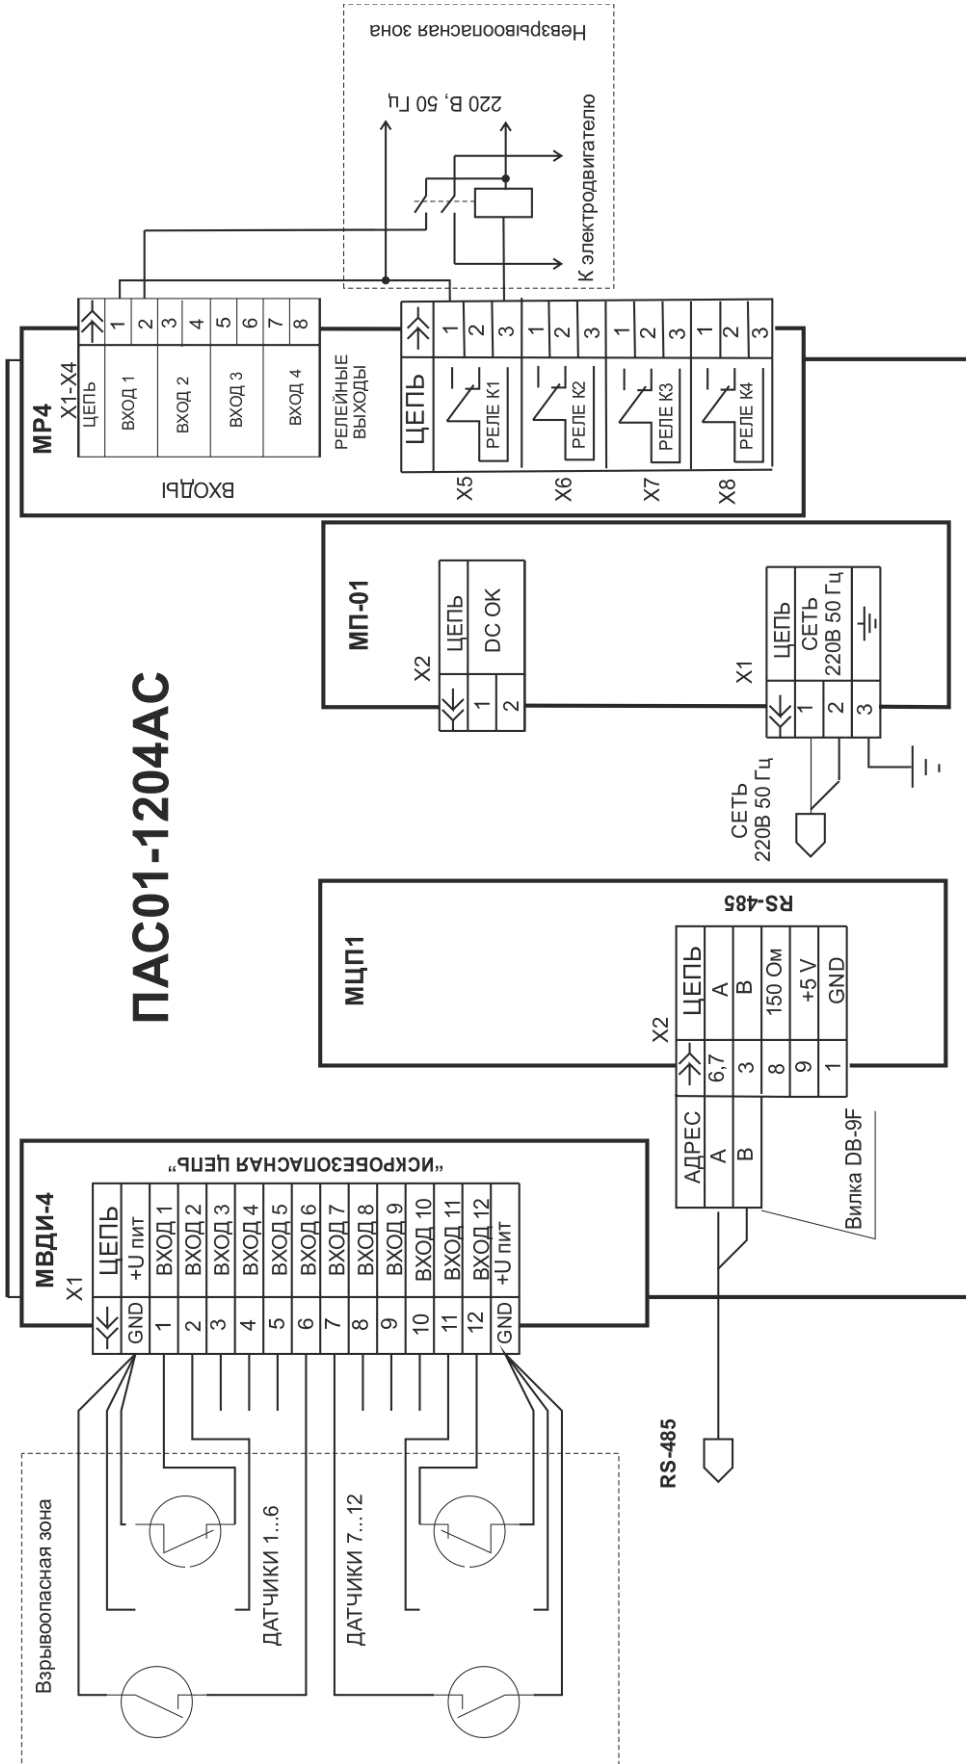 ПАС01-1204АС
Взрывоопасная зона
ДАТЧИКИ 1...6
ДАТЧИКИ 7...12
МВДИ-4
X1
"ИСКРОБЕЗОПАСНАЯ ЦЕПЬ"
ЦЕПЬ
GND +U пит
1 ВХОД 1
2 ВХОД 2
3 ВХОД 3
4 ВХОД 4
5 ВХОД 5
6 ВХОД 6
7 ВХОД 7
8 ВХОД 8
9 ВХОД 9
10 ВХОД 10
11 ВХОД 11
12 ВХОД 12
GND +U пит
RS-485
МЦП1
X2
RS-485
АДРЕС ЦЕПЬ
A 6,7 A
B 3 B
8 150 Ом
9 +5 V
1 GND
Вилка DB-9F
МП-01
X2
ЦЕПЬ
1 DC OK
2
X1
ЦЕПЬ
1 СЕТЬ
2 220В 50 Гц
3
СЕТЬ
220В 50 Гц
МР4
X1-X4
ВХОДЫ
ЦЕПЬ
ВХОД 1 1
2
ВХОД 2 3
4
ВХОД 3 5
6
ВХОД 4 7
8
РЕЛЕЙНЫЕ
ВЫХОДЫ
ЦЕПЬ
X5 РЕЛЕ К1 1
2
3
X6 РЕЛЕ К2 1
2
3
X7 РЕЛЕ К3 1
2
3
X8 РЕЛЕ К4 1
2
3
Невзрывоопасная зона
220 В, 50 Гц
К электродвигателю